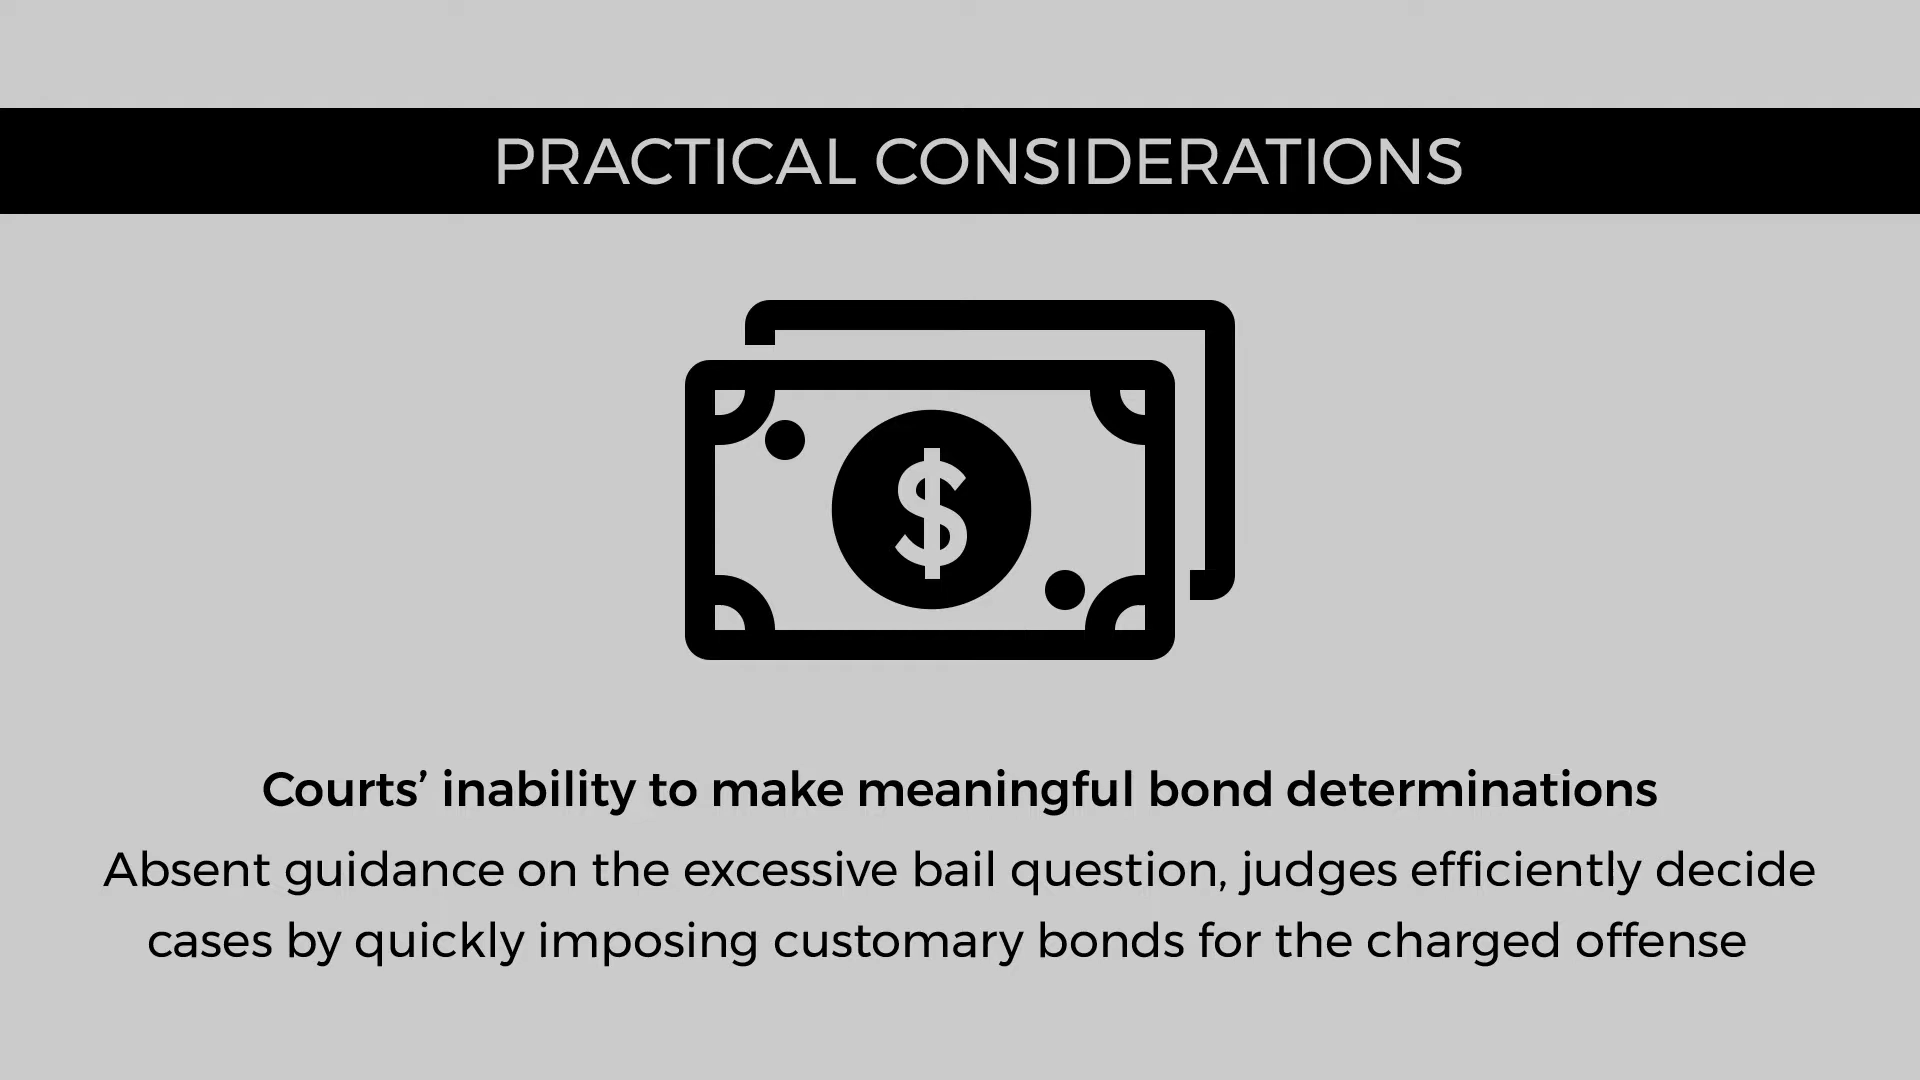 PRACTICAL CONSIDERATIONS
$
Courts’ inability to make meaningful bond determinations
Absent guidance on the excessive bail question, judges efficiently decide
cases by quickly imposing customary bonds for the charged offense